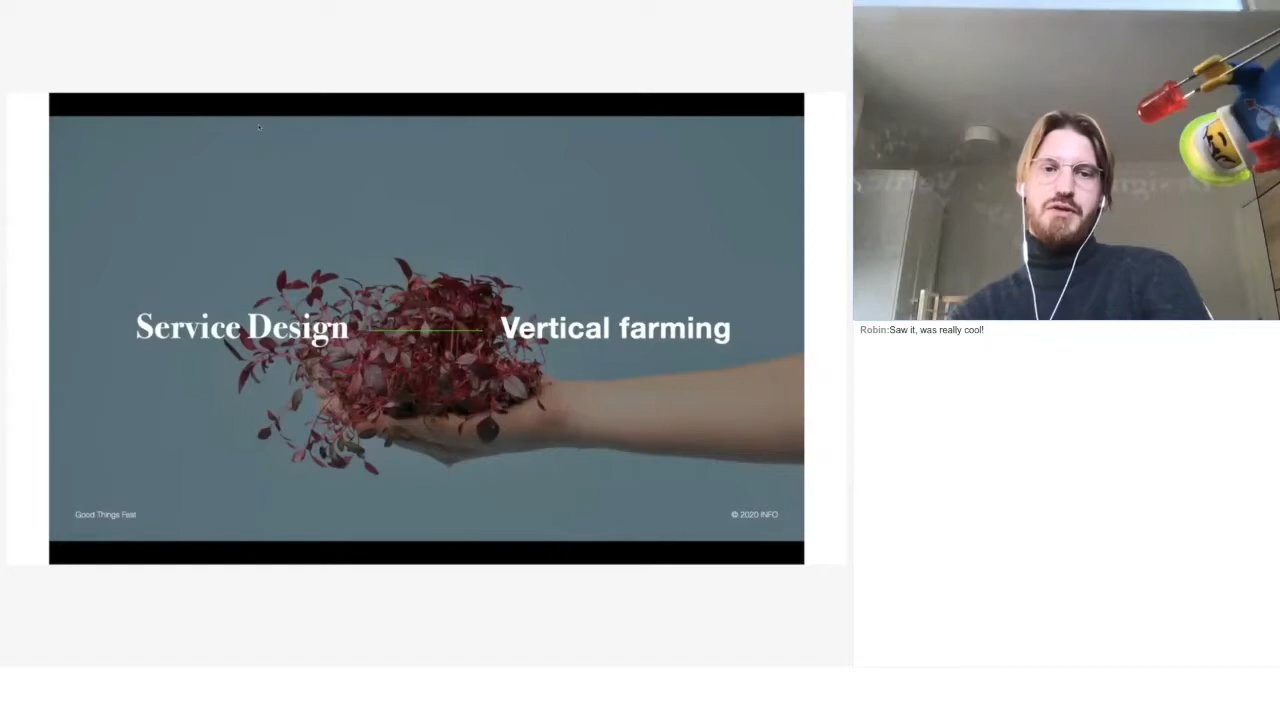 Service Design
Vertical farming
Good Things Fest
© 2020 INFO
Robin:Saw it, was really cool!